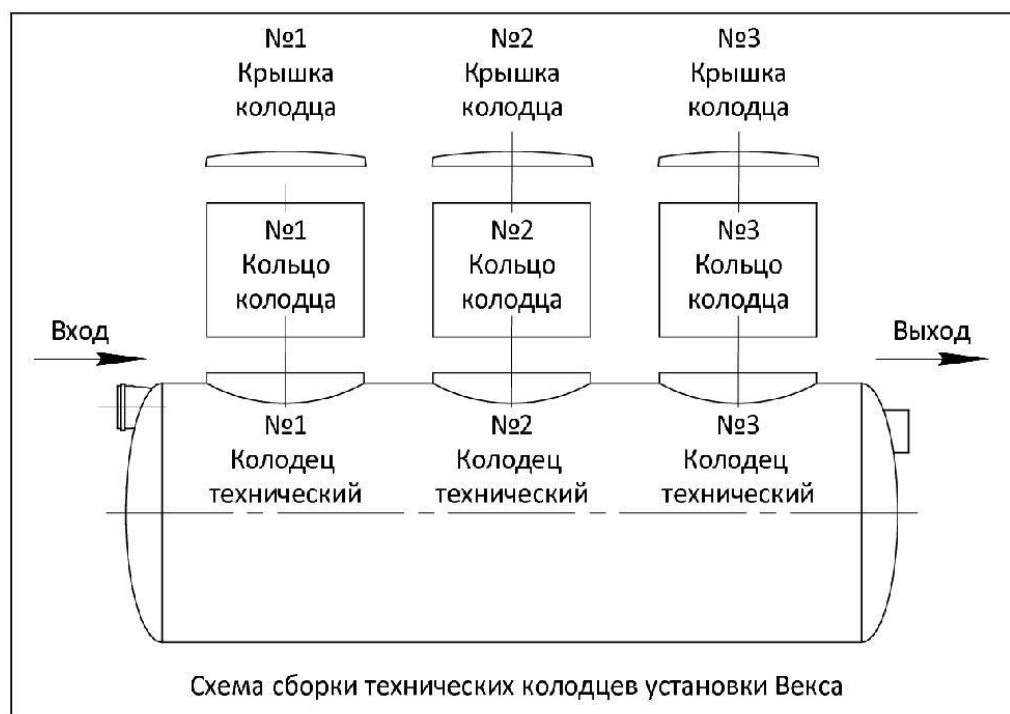 №1
Крышка
колодца
№2
Крышка
колодца
№3
Крышка
колодца
№1
Кольцо
колодца
№2
Кольцо
колодца
№3
Кольцо
колодца
Вход
Выход
№1
Колодец
технический
№2
Колодец
технический
№3
Колодец
технический
Схема сборки технических колодцев установки Векса